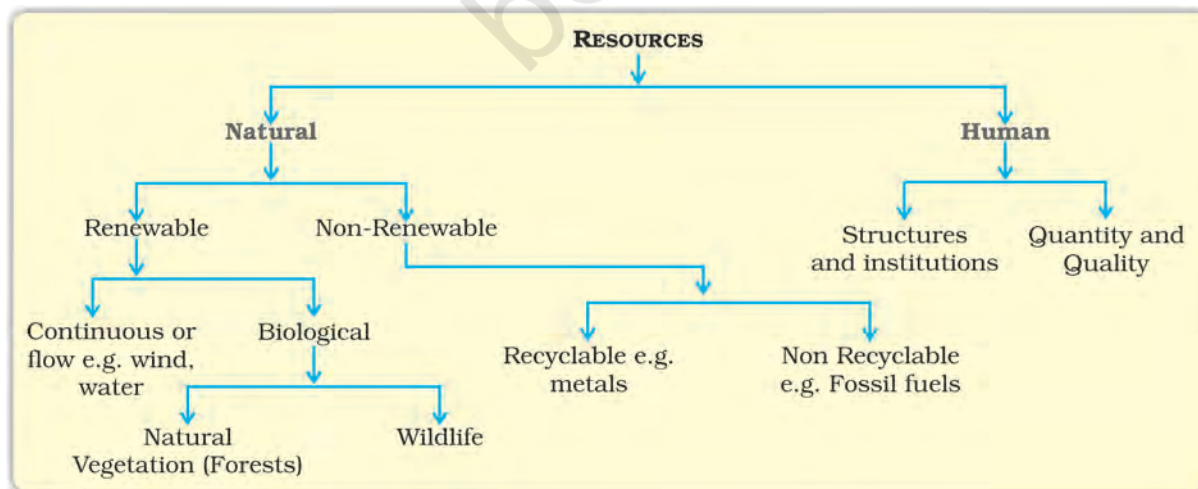 RESOURCES
Natural
Human
Renewable
Non-Renewable
Structures
and institutions
Quantity and
Quality
Continuous or
flow e.g. wind,
water
Biological
Recyclable e.g.
metals
Non Recyclable
e.g. Fossil fuels
Natural
Vegetation (Forests)
Wildlife